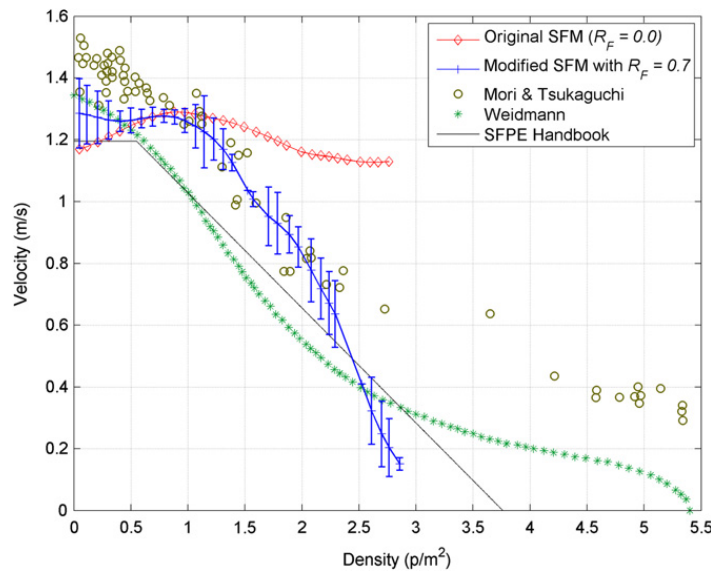 Original SFM (R_F = 0.0)
Modified SFM with R_F = 0.7
Mori & Tsukaguchi
Weidmann
SFPE Handbook
Velocity (m/s)
1.6
1.4
1.2
1
0.8
0.6
0.4
0.2
0
0 0.5 1 1.5 2 2.5 3 3.5 4 4.5 5 5.5
Density (p/m²)